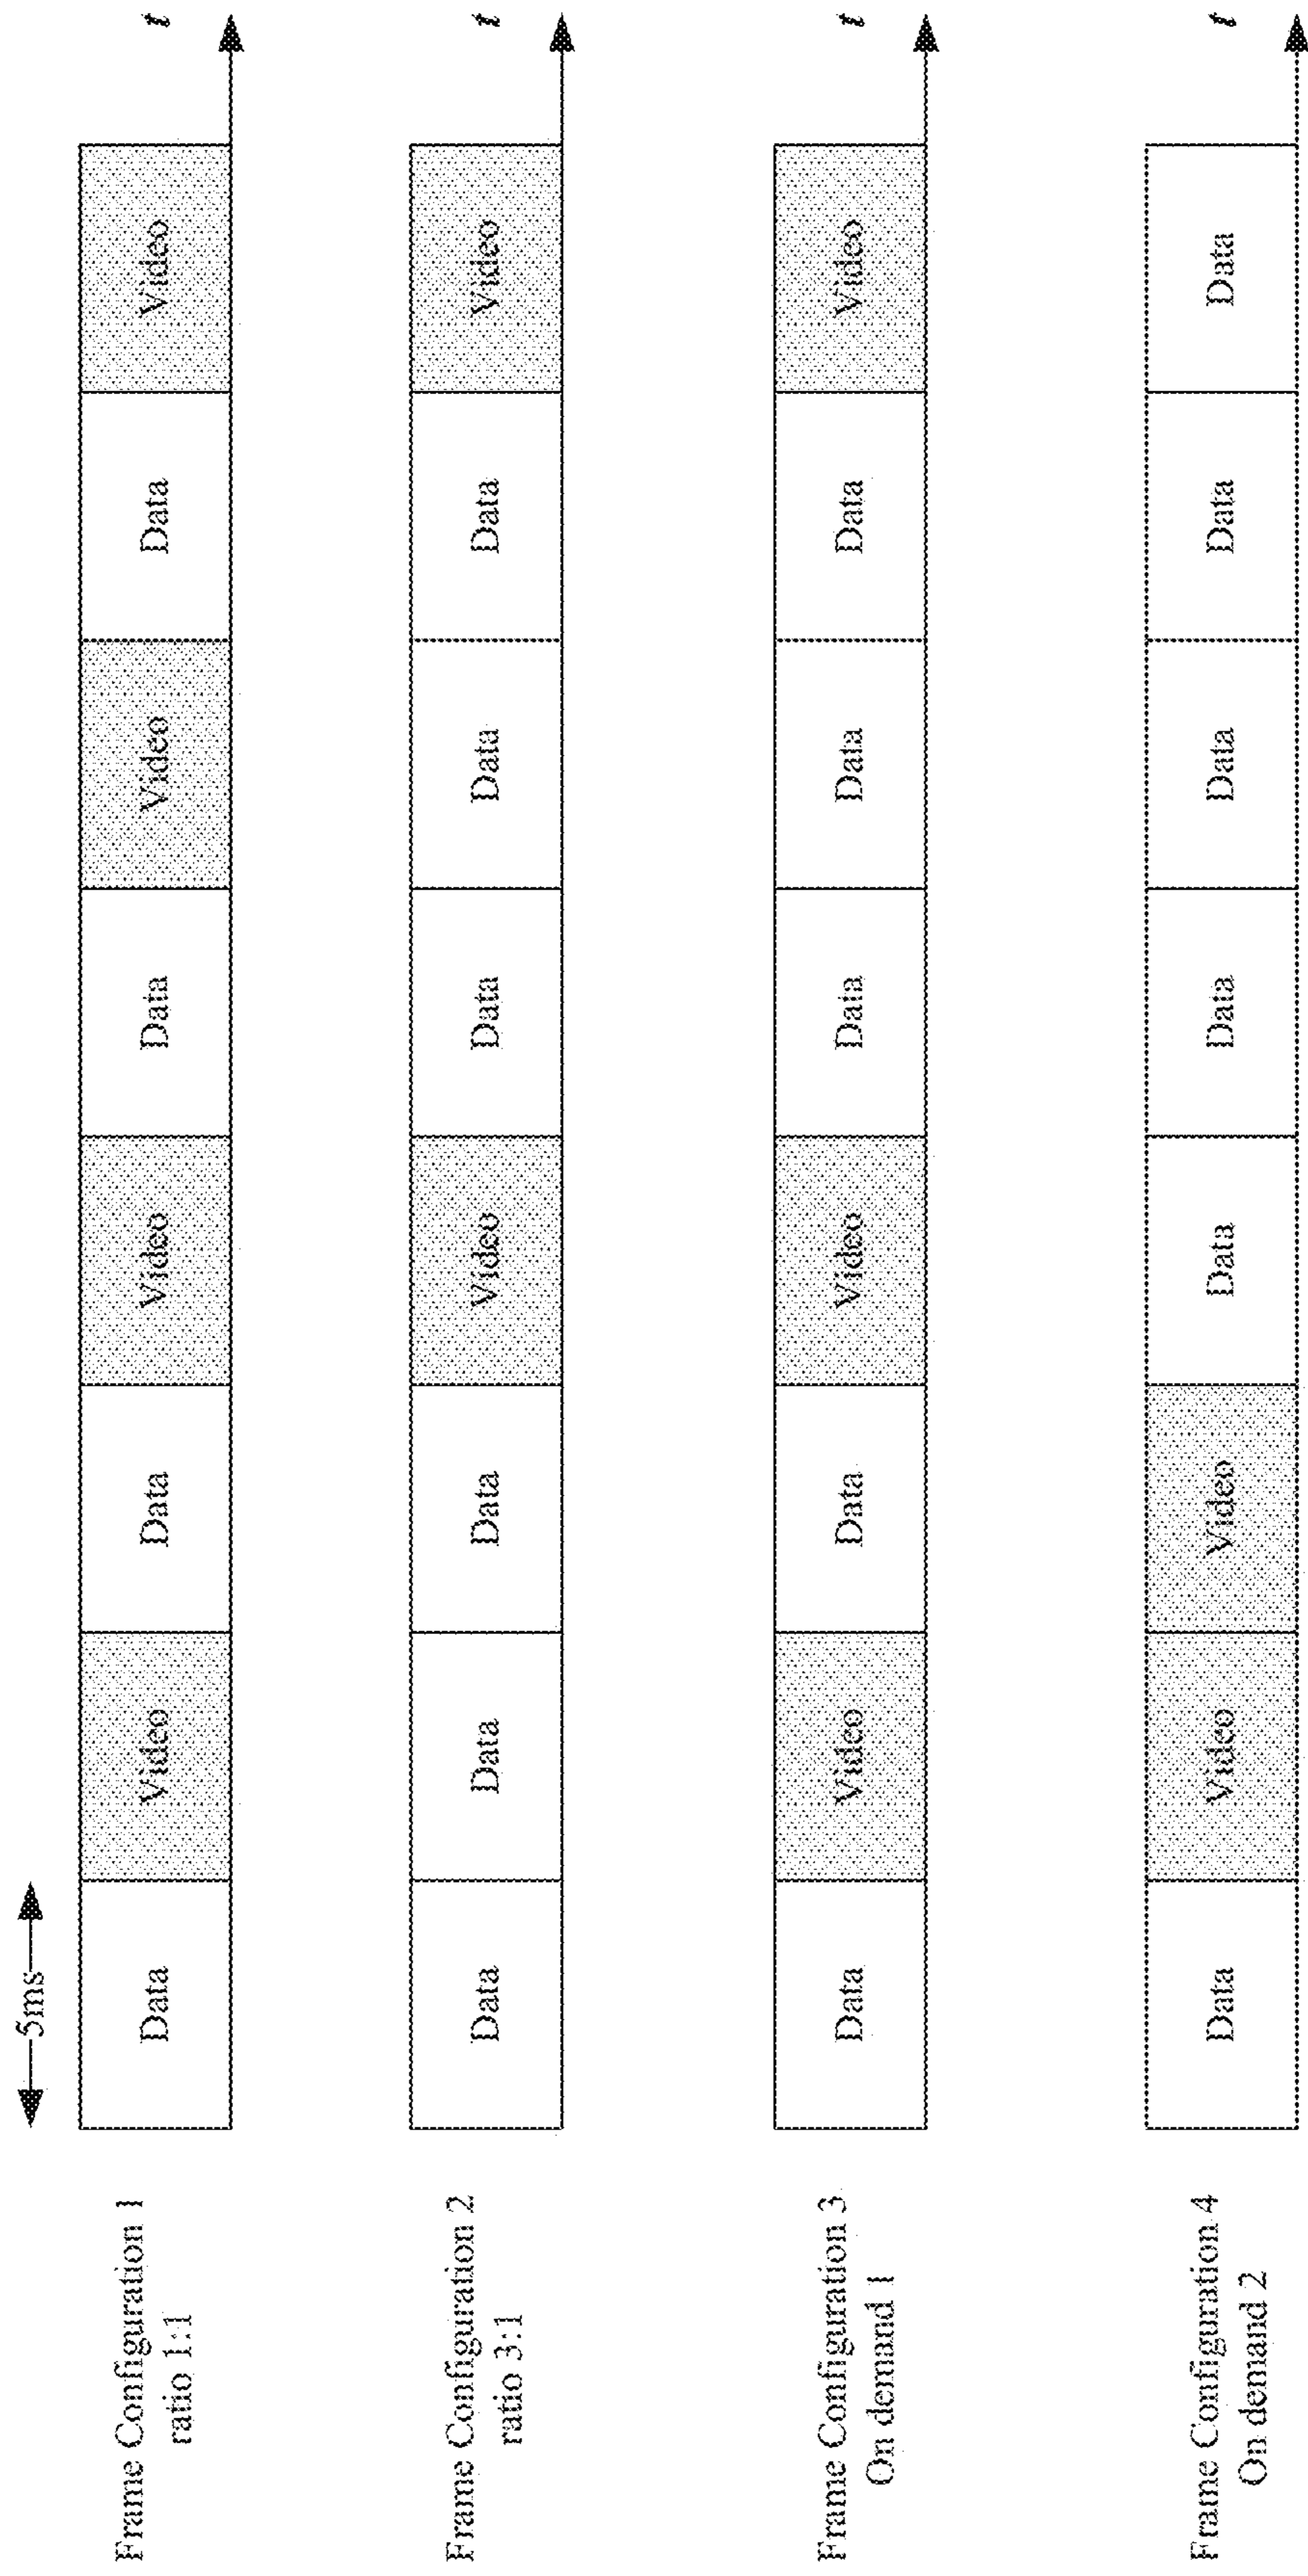 5ms
Frame Configuration 1
ratio 1:1
Data Video Data Video Data Video Data Video
t
Frame Configuration 2
ratio 3:1
Data Data Data Video Data Data Data Video
t
Frame Configuration 3
On demand 1
Data Video Data Video Data Data Data Video
t
Frame Configuration 4
On demand 2
Data Video Video Data Data Data Data Data
t